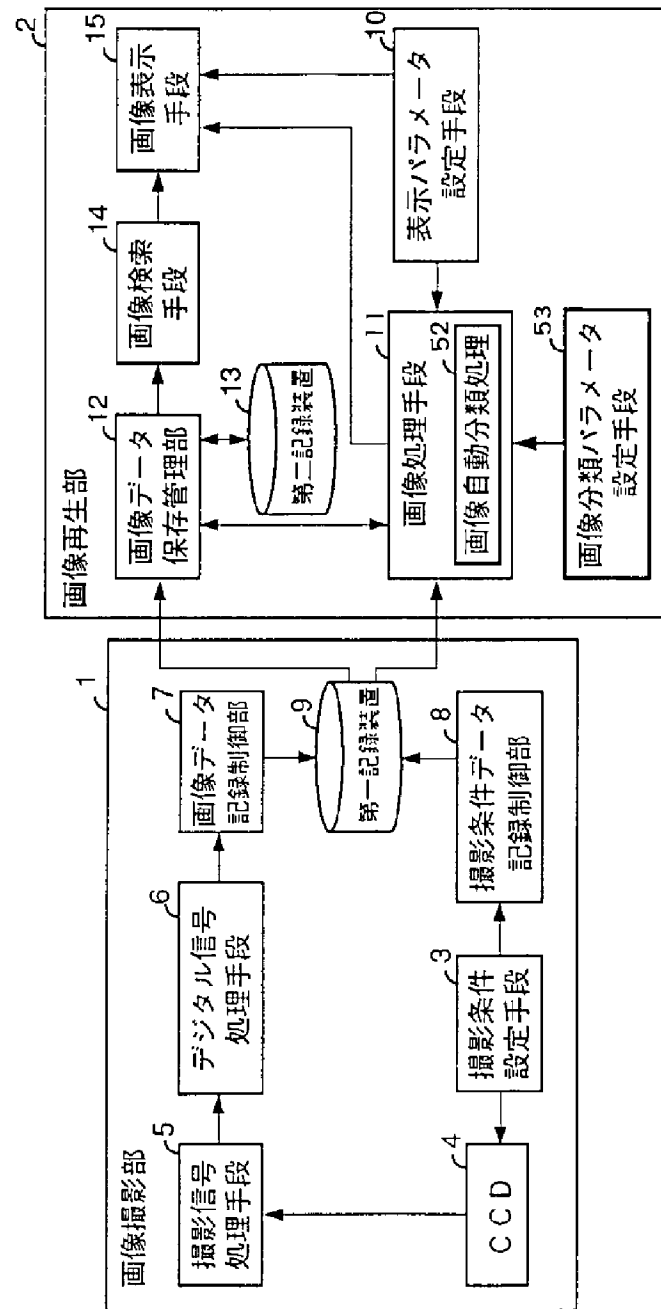 画像撮影部
1
撮影信号
処理手段
5
デジタル信号
処理手段
6
画像データ
記録制御部
7
第一記録装置
9
CCD
4
撮影条件
設定手段
3
撮影条件データ
記録制御部
8
画像再生部
2
画像データ
保存管理部
12
画像検索
手段
14
画像表示
手段
15
第二記録装置
13
画像処理手段
11
画像自動分類処理
52
表示パラメータ
設定手段
10
画像分類パラメータ
設定手段
53